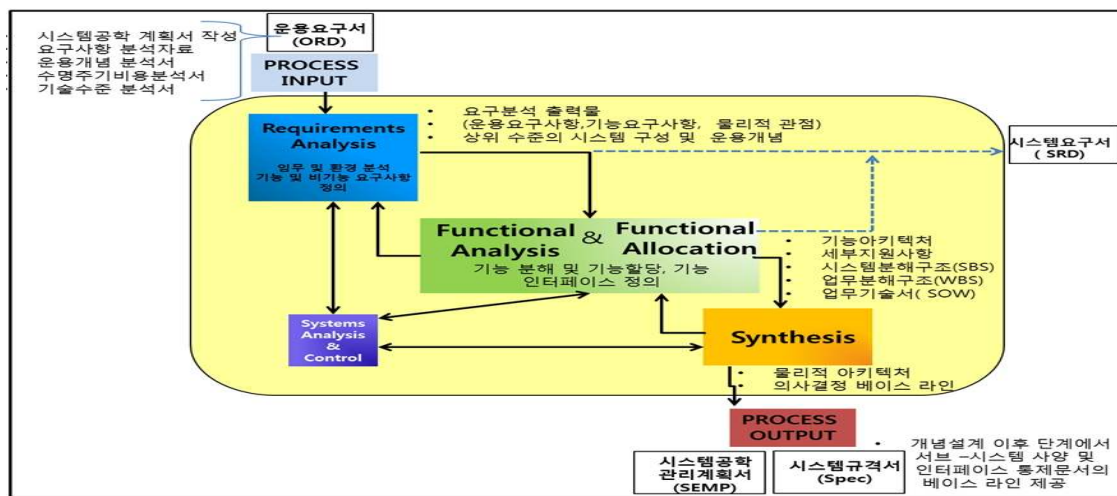 운용요구서
(ORD)
시스템공학 계획서 작성
요구사항 분석자료
운용개념 분석서
수명주기비용분석서
기술수준 분석서
PROCESS
INPUT
Requirements
Analysis
임무 및 환경 분석
기능 및 비기능 요구사항
정의
• 요구분석 출력물
• (운용요구사항,기능요구사항, 물리적 관점)
• 상위 수준의 시스템 구성 및 운용개념
시스템요구서
( SRD)
Functional
Analysis
&
Functional
Allocation
기능 분해 및 기능할당, 기능
인터페이스 정의
• 기능아키텍처
• 세부지원사항
• 시스템분해구조(SBS)
• 업무분해구조(WBS)
• 업무기술서( SOW)
Systems
Analysis
&
Control
Synthesis
• 물리적 아키텍처
• 의사결정 베이스 라인
PROCESS
OUTPUT
시스템공학
관리계획서
(SEMP)
시스템규격서
(Spec)
• 개념설계 이후 단계에서
서브 –시스템 사양 및
인터페이스 통제문서의
베이스 라인 제공